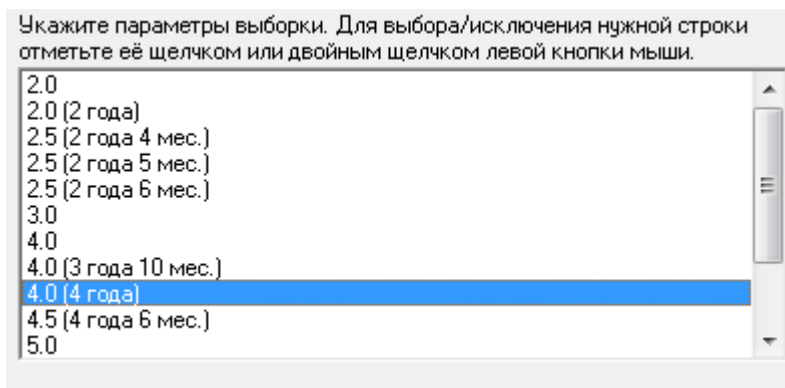 Укажите параметры выборки. Для выбора/исключения нужной строки
отметьте её щелчком или двойным щелчком левой кнопки мыши.
2.0
2.0 (2 года)
2.5 (2 года 4 мес.)
2.5 (2 года 5 мес.)
2.5 (2 года 6 мес.)
3.0
4.0
4.0 (3 года 10 мес.)
4.0 (4 года)
4.5 (4 года 6 мес.)
5.0